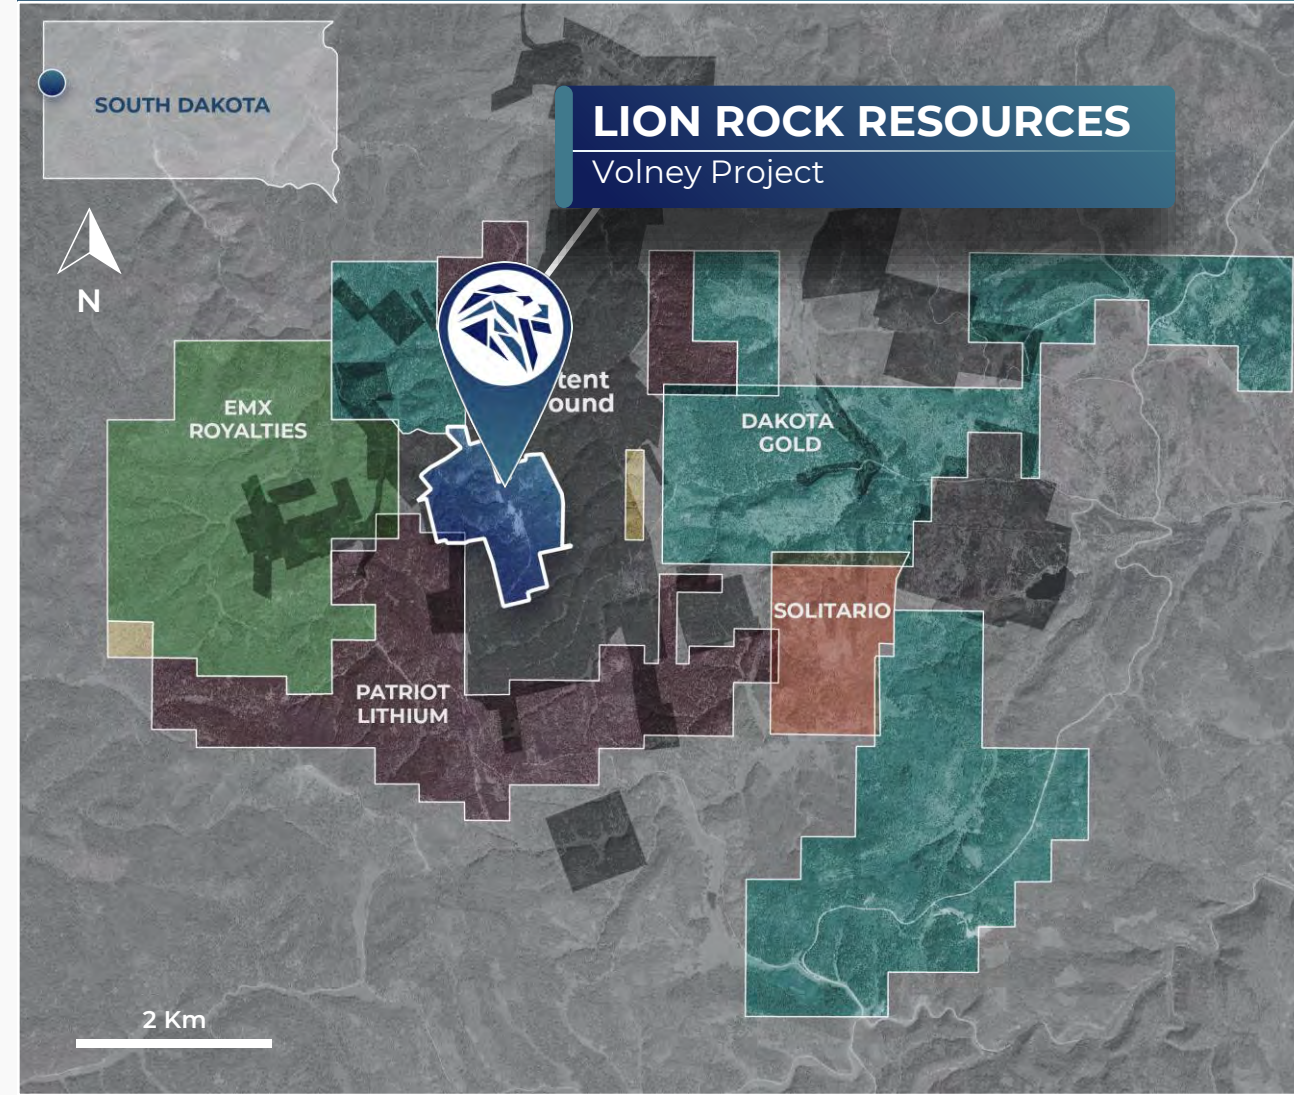 SOUTH DAKOTA
LION ROCK RESOURCES
Volney Project
N
tent
ound
EMX
ROYALTIES
DAKOTA
GOLD
SOLITARIO
PATRIOT
LITHIUM
2 Km